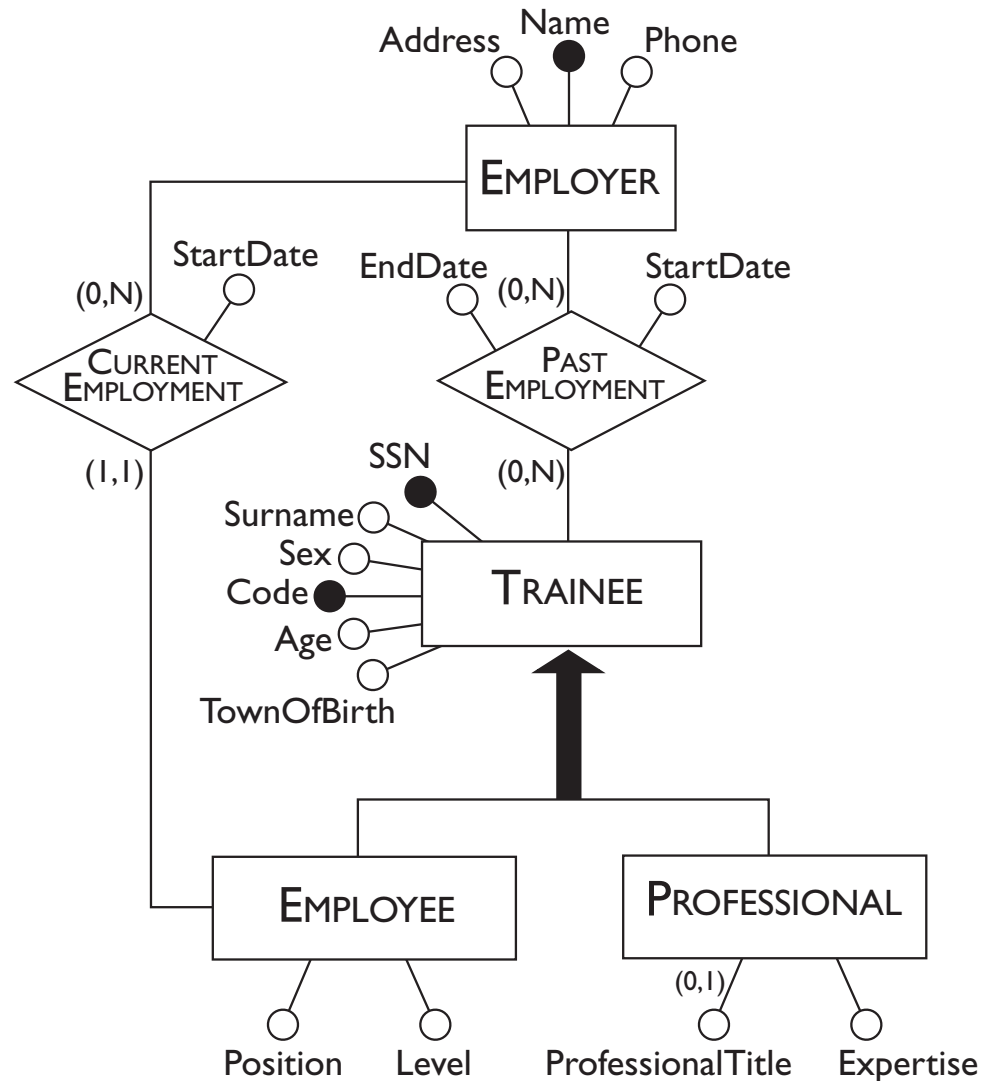 Name
Address
Phone
EMPLOYER
StartDate
EndDate
StartDate
(0,N)
(0,N)
CURRENT
EMPLOYMENT
PAST
EMPLOYMENT
(1,1)
(0,N)
SSN
Surname
Sex
Code
Age
TownOfBirth
TRAINEE
EMPLOYEE
PROFESSIONAL
(0,1)
Position
Level
ProfessionalTitle
Expertise